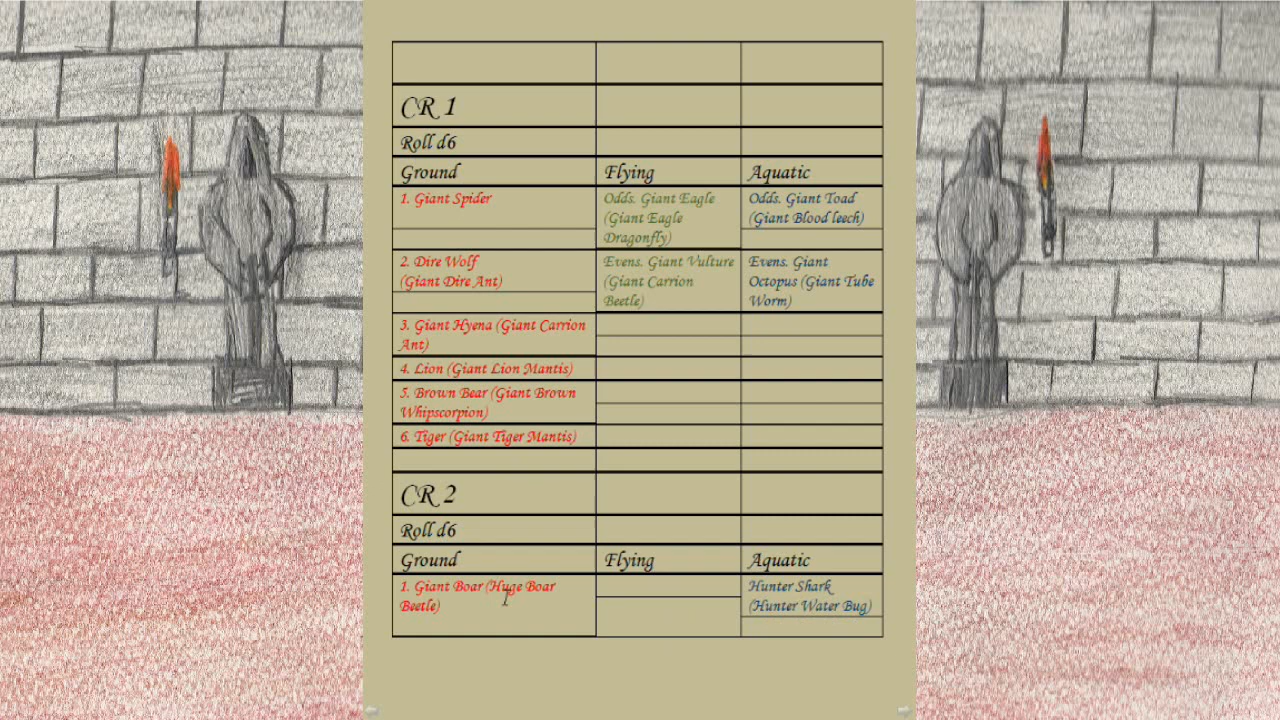 CR 1
Roll d6
Ground Flying Aquatic
1. Giant Spider
Odds. Giant Eagle
(Giant Eagle
Dragonfly)
Odds. Giant Toad
(Giant Blood leech)
2. Dire Wolf
(Giant Dire Ant)
Evens. Giant Vulture
(Giant Carrion
Beetle)
Evens. Giant
Octopus (Giant Tube
Worm)
3. Giant Hyena (Giant Carrion
Ant)
4. Lion (Giant Lion Mantis)
5. Brown Bear (Giant Brown
Whipscorpion)
6. Tiger (Giant Tiger Mantis)
CR 2
Roll d6
Ground Flying Aquatic
1. Giant Boar (Huge Boar
Beetle)
Hunter Shark
(Hunter Water Bug)